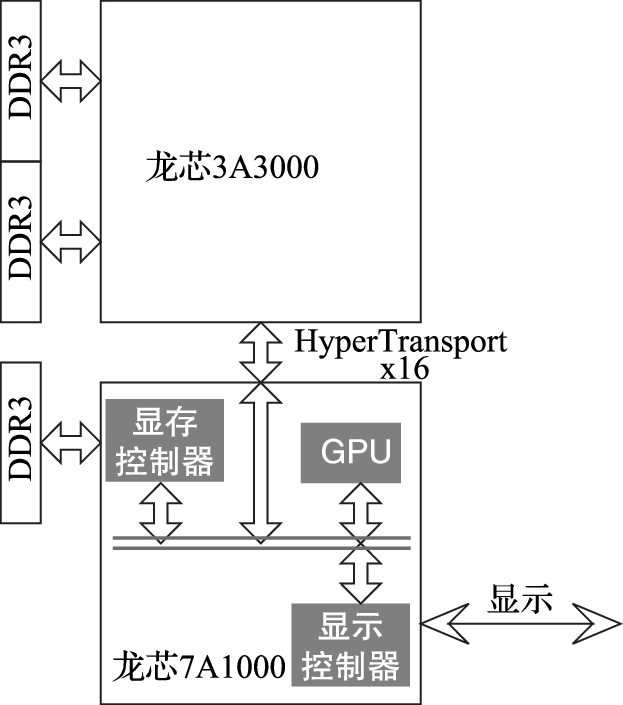 DDR3
龙芯3A3000
DDR3
HyperTransport
x16
DDR3
显存
控制器
GPU
显示
控制器
显示
龙芯7A1000